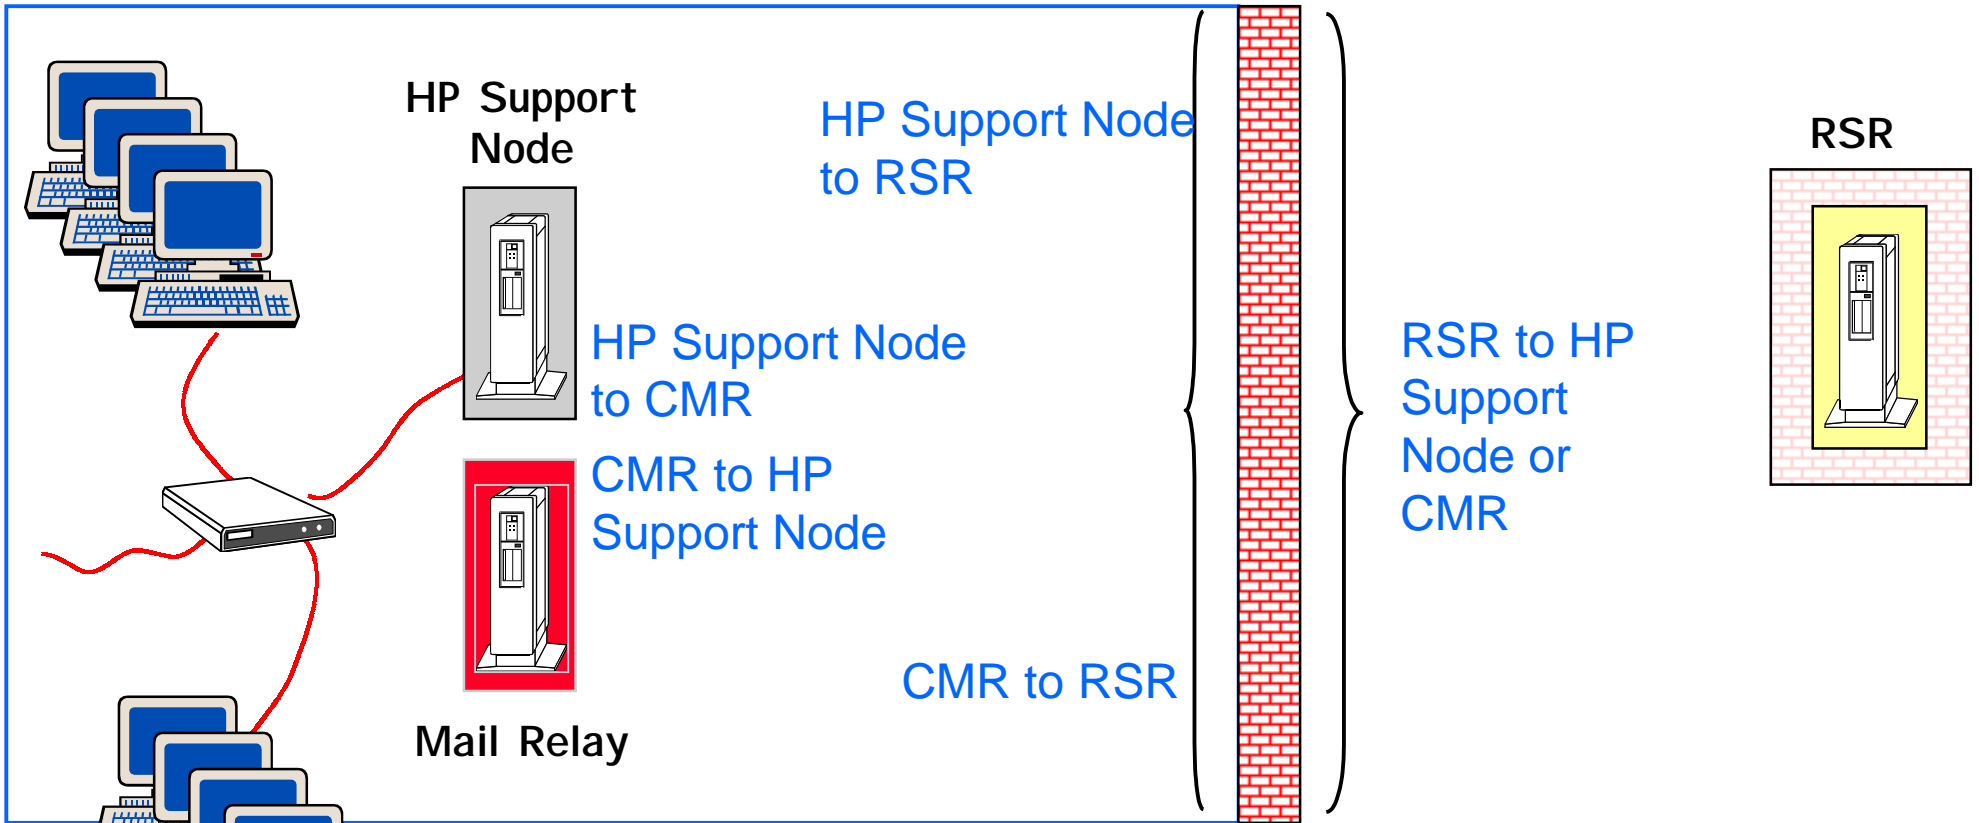 HP Support
Node
HP Support Node
to RSR
RSR
HP Support Node
to CMR
RSR to HP
Support
Node or
CMR
CMR to HP
Support Node
CMR to RSR
Mail Relay